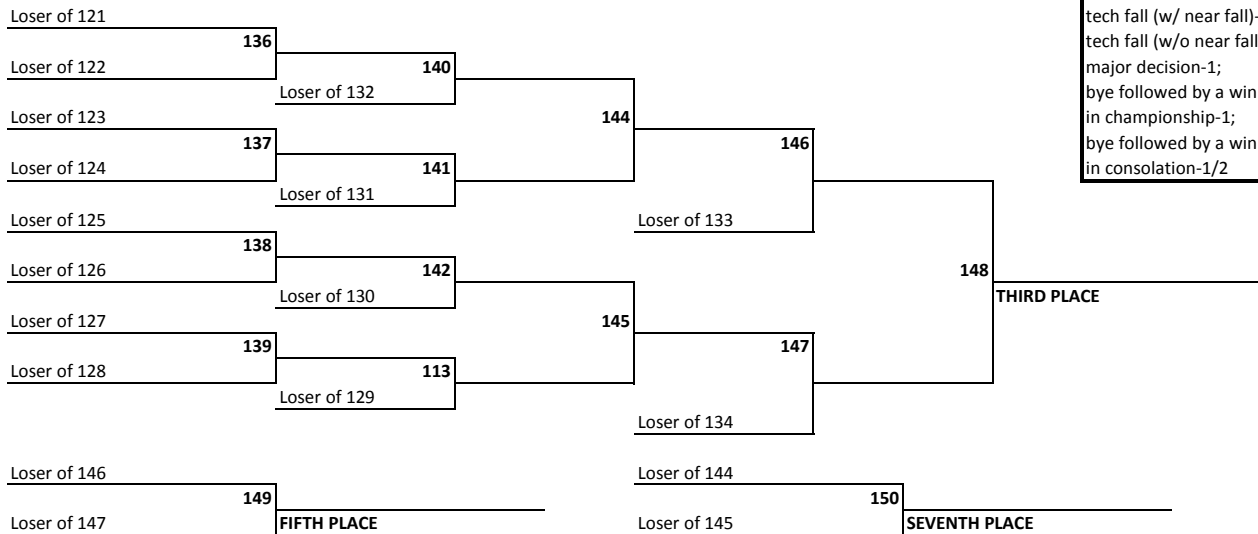 Loser of 121
136
Loser of 122
140
Loser of 132
Loser of 123
144
137
146
Loser of 124
141
Loser of 131
Loser of 125
Loser of 133
138
Loser of 126
142
148
Loser of 130
THIRD PLACE
Loser of 127
145
139
147
Loser of 128
113
Loser of 129
Loser of 134
Loser of 146
Loser of 144
149
150
Loser of 147
FIFTH PLACE
Loser of 145
SEVENTH PLACE
tech fall (w/ near fall)-
tech fall (w/o near fall
major decision-1;
bye followed by a win
in championship-1;
bye followed by a win
in consolation-1/2